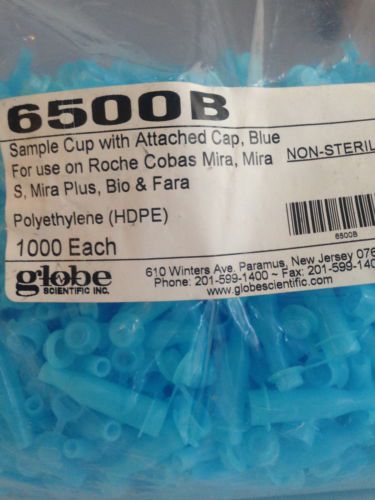 6500B
Sample Cup with Attached Cap, Blue
For use on Roche Cobas Mira, Mira
S, Mira Plus, Bio & Fara
NON-STERIL
Polyethylene (HDPE)
1000 Each
6500B
globe
SCIENTIFIC INC.
610 Winters Ave. Paramus, New Jersey 076
Phone: 201-599-1400 ~ Fax: 201-599-140
www.globescientific.com